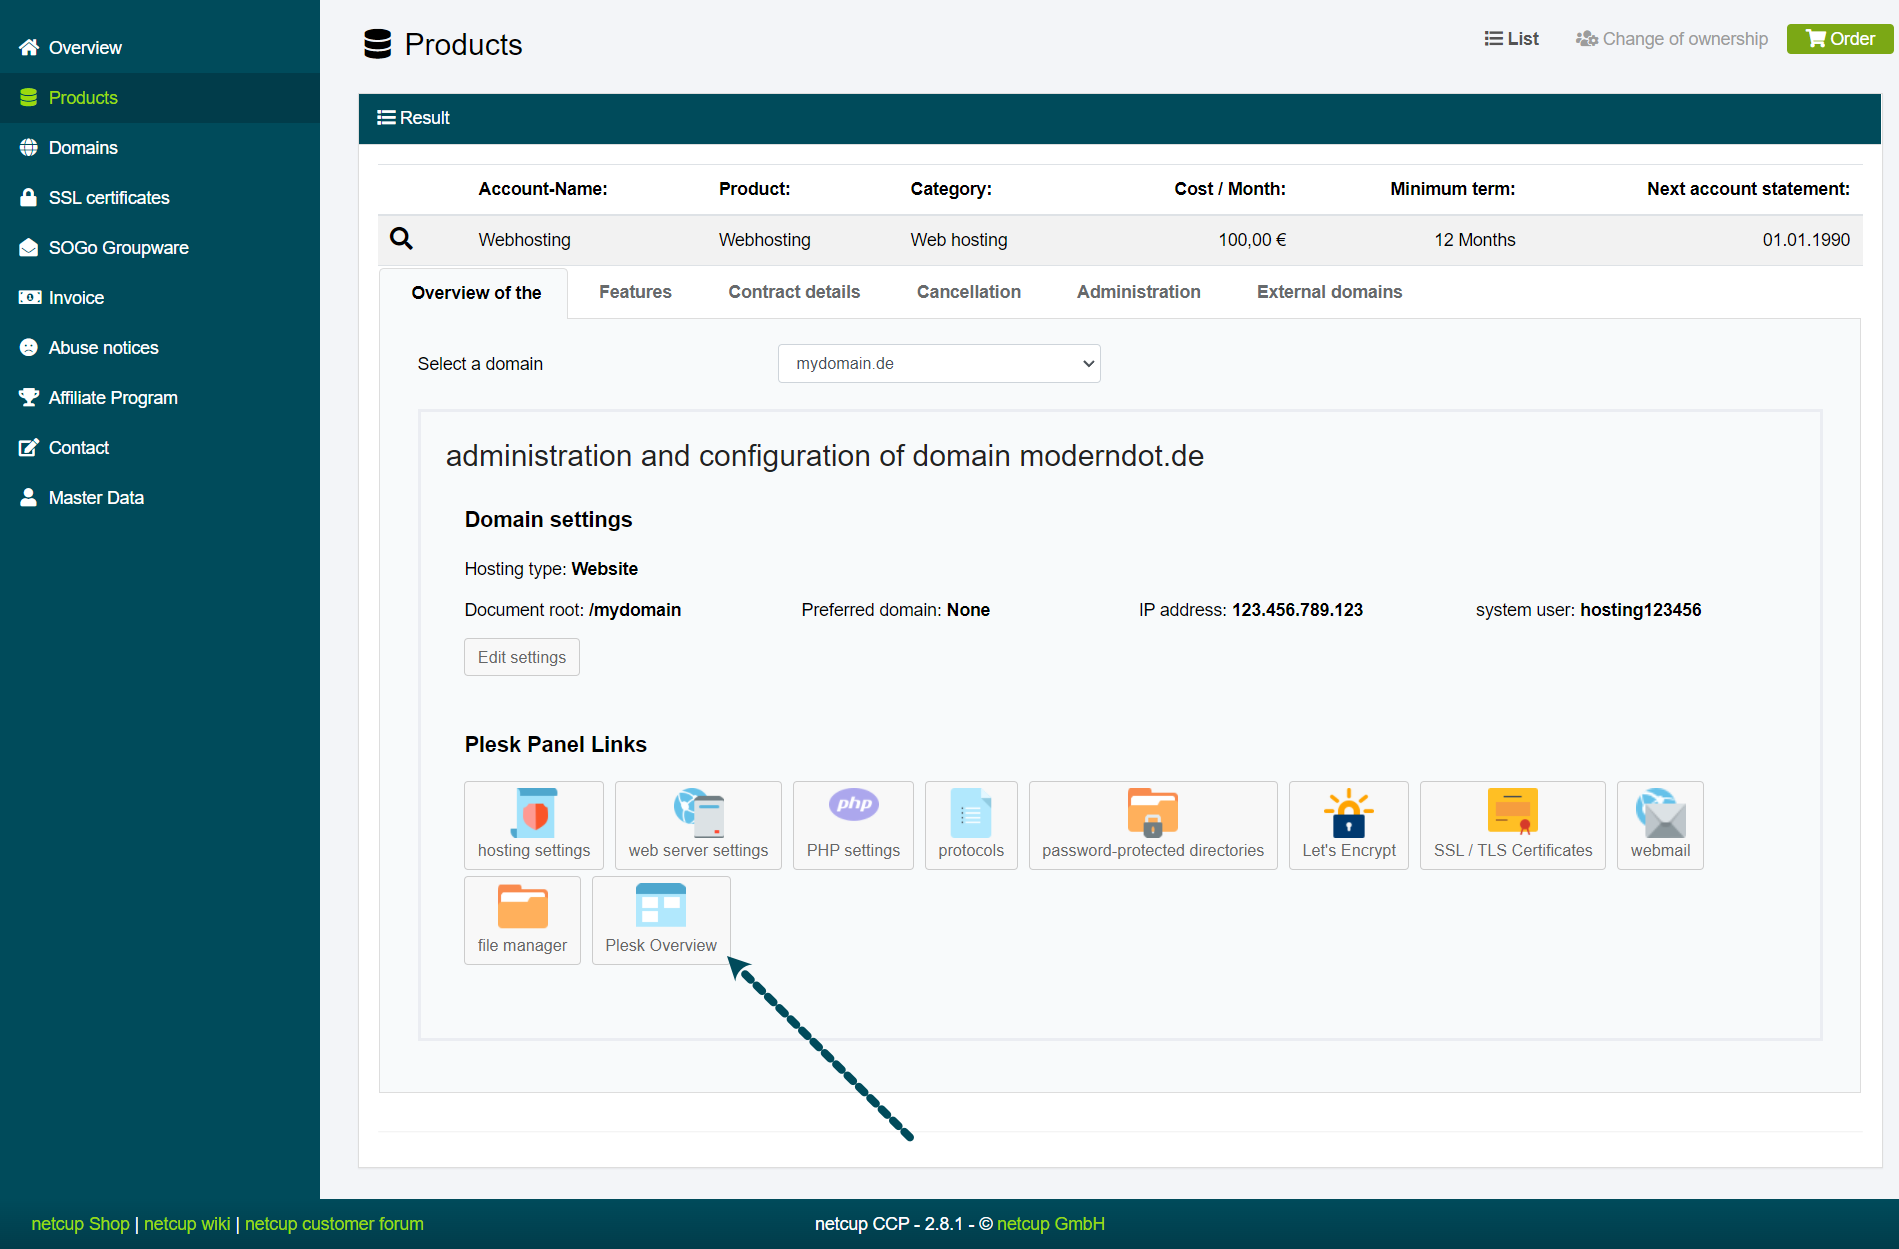 Overview
Products
Domains
SSL certificates
SOGo Groupware
Invoice
Abuse notices
Affiliate Program
Contact
Master Data
Products
List Change of ownership Order
Result
Account-Name: Product: Category: Cost / Month: Minimum term: Next account statement:
Webhosting Webhosting Web hosting 100,00 € 12 Months 01.01.1990
Overview of the Features Contract details Cancellation Administration External domains
Select a domain mydomain.de
administration and configuration of domain moderndot.de
Domain settings
Hosting type: Website
Document root: /mydomain Preferred domain: None IP address: 123.456.789.123 system user: hosting123456
Edit settings
Plesk Panel Links
php
hosting settings web server settings PHP settings protocols password-protected directories Let's Encrypt SSL / TLS Certificates webmail
file manager Plesk Overview
netcup Shop | netcup wiki | netcup customer forum netcup CCP - 2.8.1 - © netcup GmbH